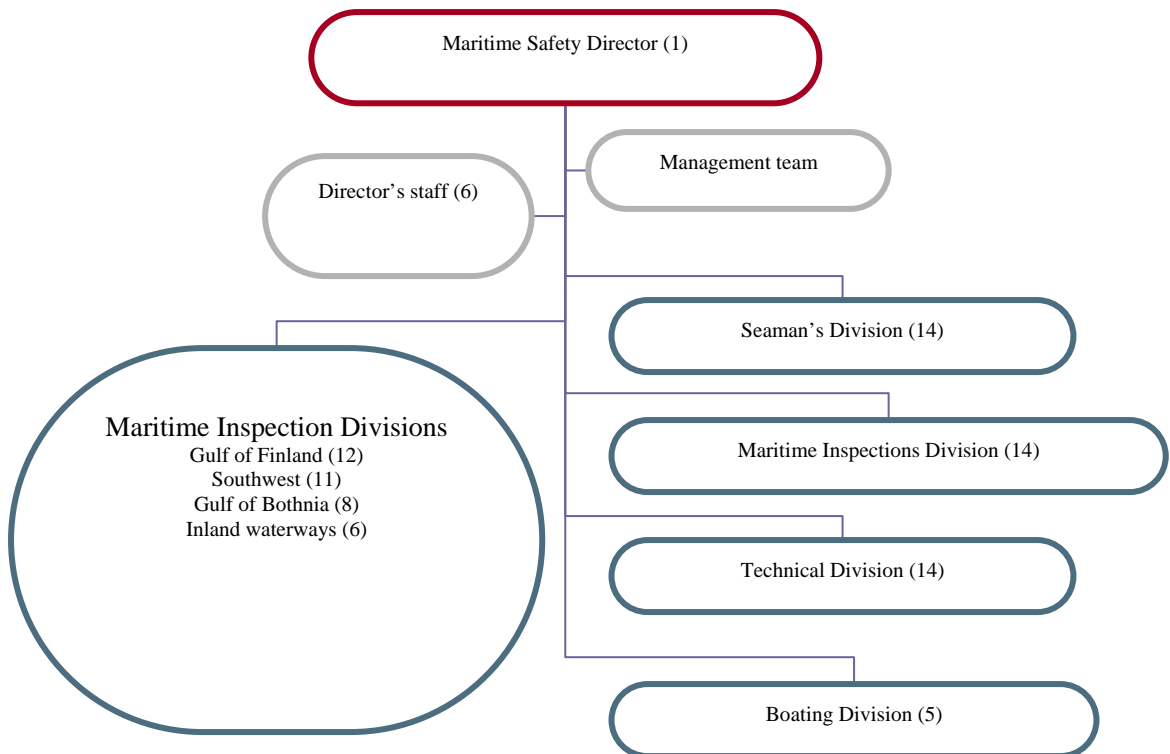 Maritime Safety Director (1)
Management team
Director’s staff (6)
Seaman’s Division (14)
Maritime Inspection Divisions
Gulf of Finland (12)
Southwest (11)
Gulf of Bothnia (8)
Inland waterways (6)
Maritime Inspections Division (14)
Technical Division (14)
Boating Division (5)